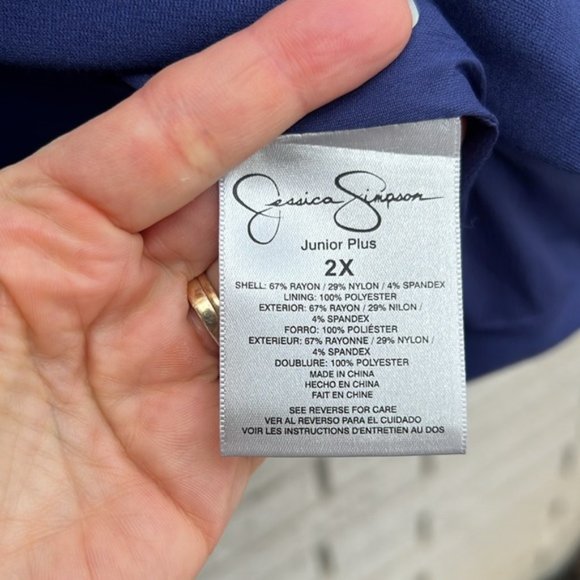 Jessica Simpson
Junior Plus
2X
SHELL: 67% RAYON / 29% NYLON / 4% SPANDEX
LINING: 100% POLYESTER
EXTERIOR: 67% RAYON / 29% NILON /
4% SPANDEX
FORRO: 100% POLIÉSTER
EXTERIEUR: 67% RAYONNE / 29% NYLON /
4% SPANDEX
DOUBLURE: 100% POLYESTER
MADE IN CHINA
HECHO EN CHINA
FAIT EN CHINE
SEE REVERSE FOR CARE
VER AL REVERSO PARA EL CUIDADO
VOIR LES INSTRUCTIONS D'ENTRETIEN AU DOS